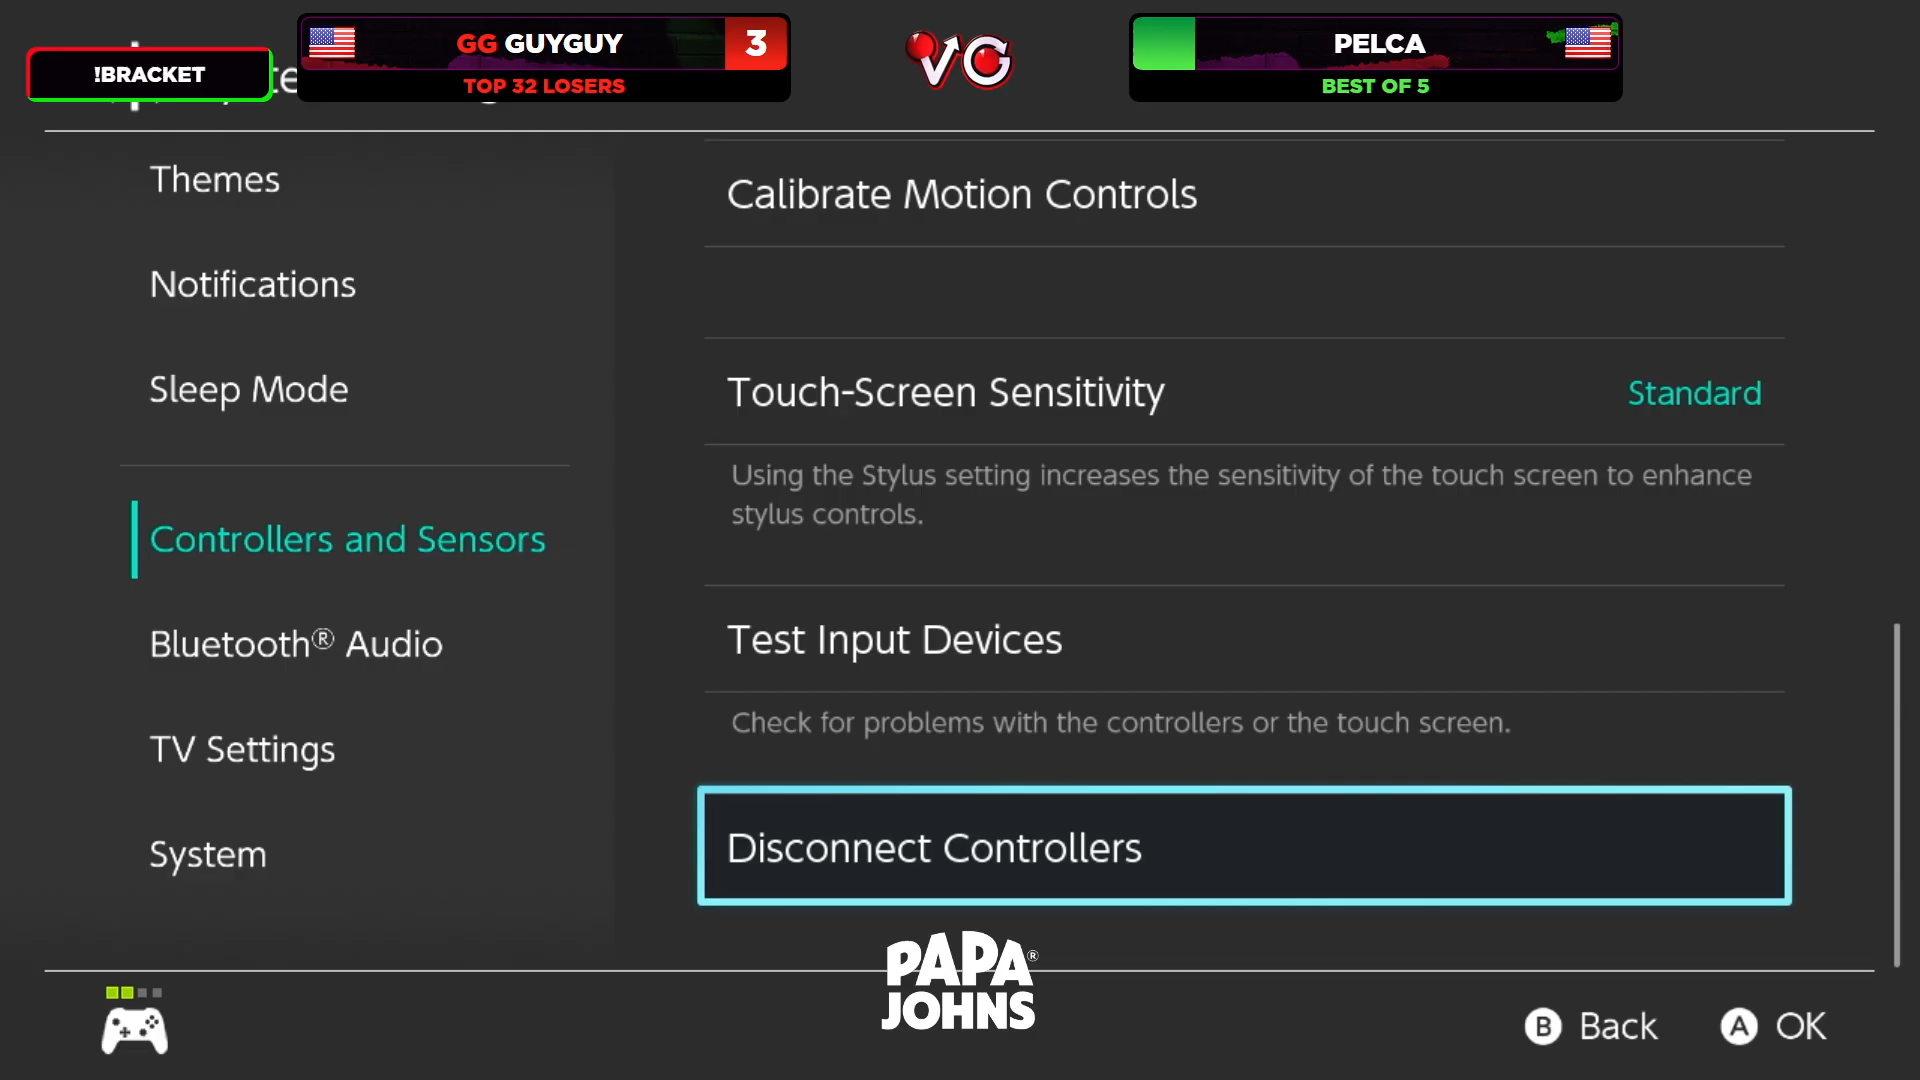 !BRACKET
GG GUYGUY
3
TOP 32 LOSERS
VG
PELCA
BEST OF 5
Themes
Notifications
Sleep Mode
Controllers and Sensors
Bluetooth® Audio
TV Settings
System
Calibrate Motion Controls
Touch-Screen Sensitivity
Standard
Using the Stylus setting increases the sensitivity of the touch screen to enhance
stylus controls.
Test Input Devices
Check for problems with the controllers or the touch screen.
Disconnect Controllers
PAPA®
JOHNS
B Back
A OK